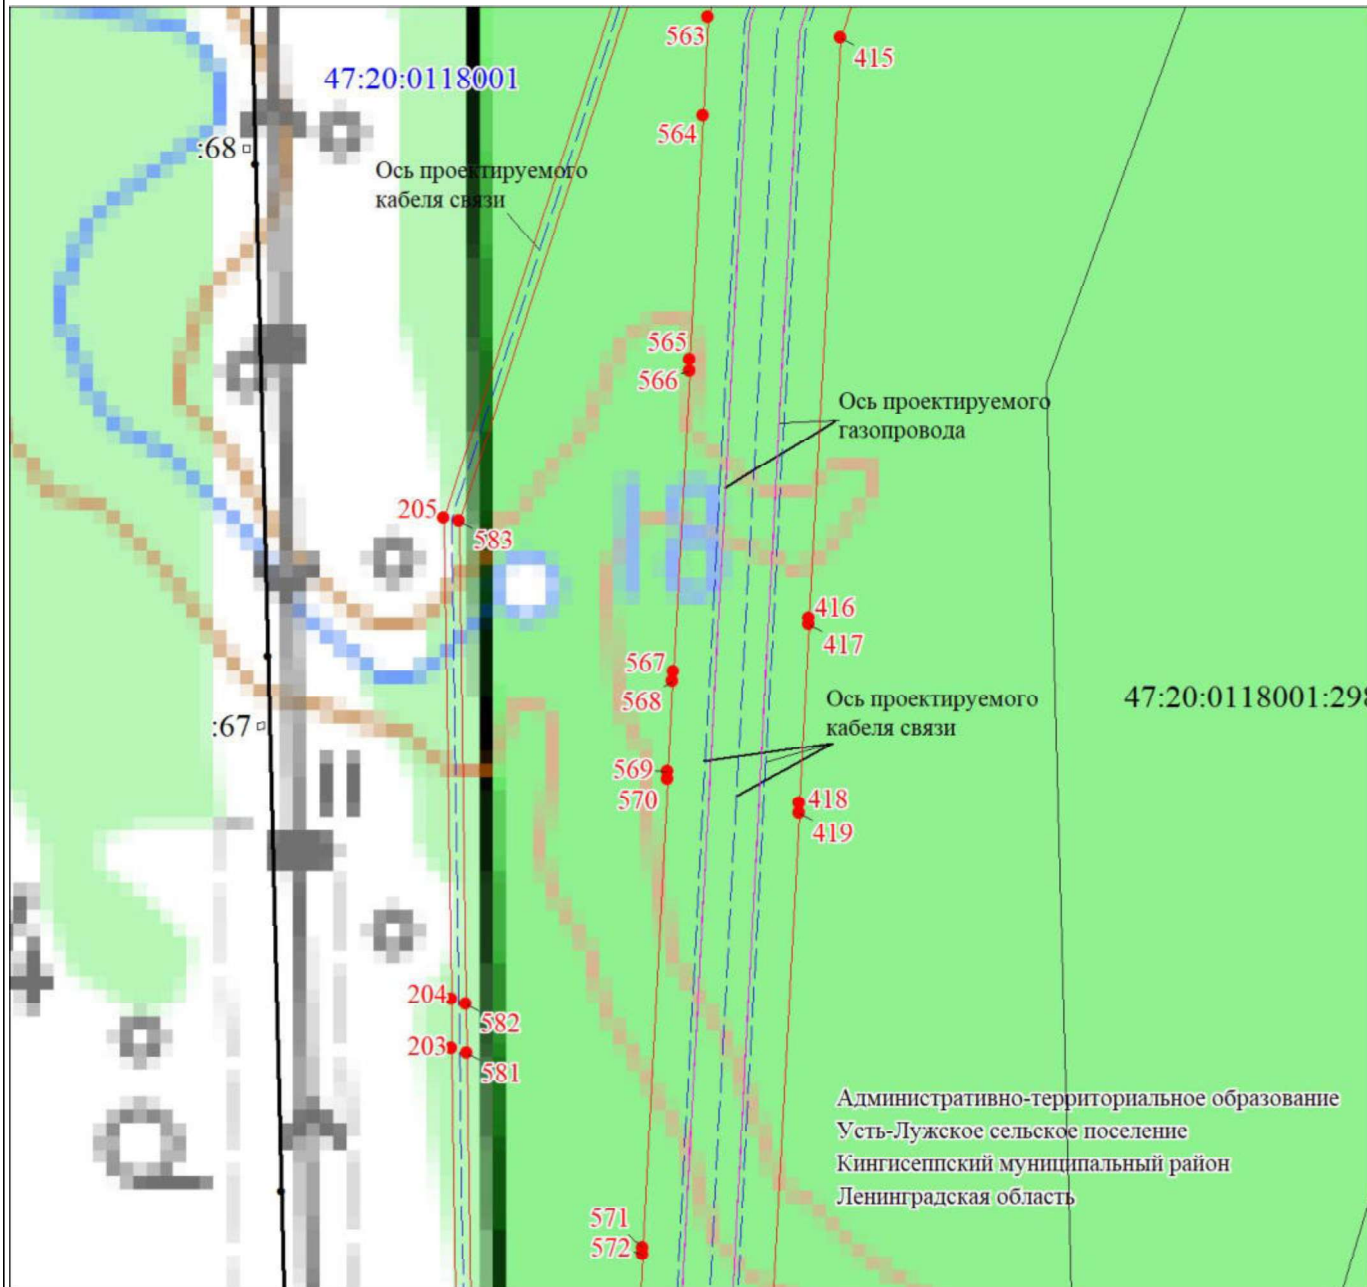 563
415
47:20:0118001
564
:68
Ось проектируемого
кабеля связи
565
566
Ось проектируемого
газопровода
18
205
583
416
417
567
568
Ось проектируемого
кабеля связи
47:20:0118001:298
:67
569
570
418
419
204
582
203
581
Административно-территориальное образование
Усть-Лужское сельское поселение
Кингисеппский муниципальный район
Ленинградская область
571
572